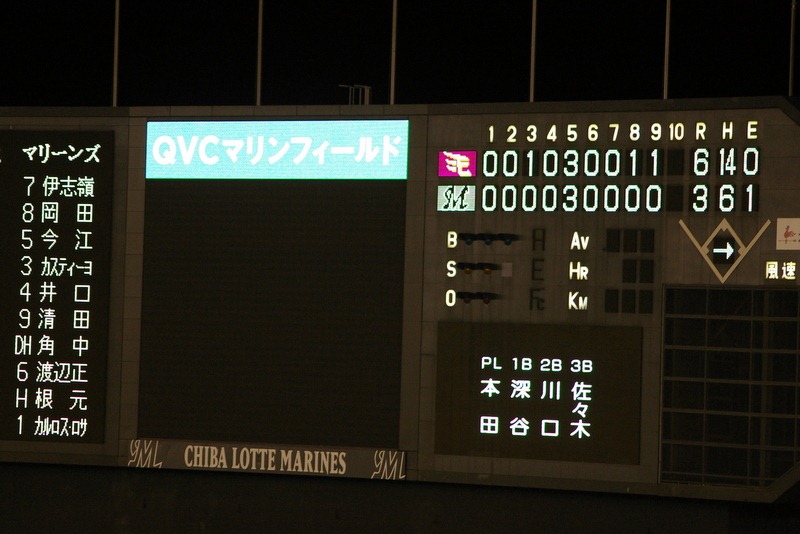 マリーンズ
7 伊志嶺
8 岡田
5 今江
3 カスティーヨ
4 井口
9 清田
DH 角中
6 渡辺正
H 根元
1 カルロス・ロサ
QVCマリンフィールド
CHIBA LOTTE MARINES
1 2 3 4 5 6 7 8 9 10 R H E
0 0 1 0 3 0 0 1 1 6 14 0
M 0 0 0 0 3 0 0 0 0 3 6 1
B H AV
S E HR
O Fc KM
→
風速
PL 1B 2B 3B
本田 深谷 川口 佐々木